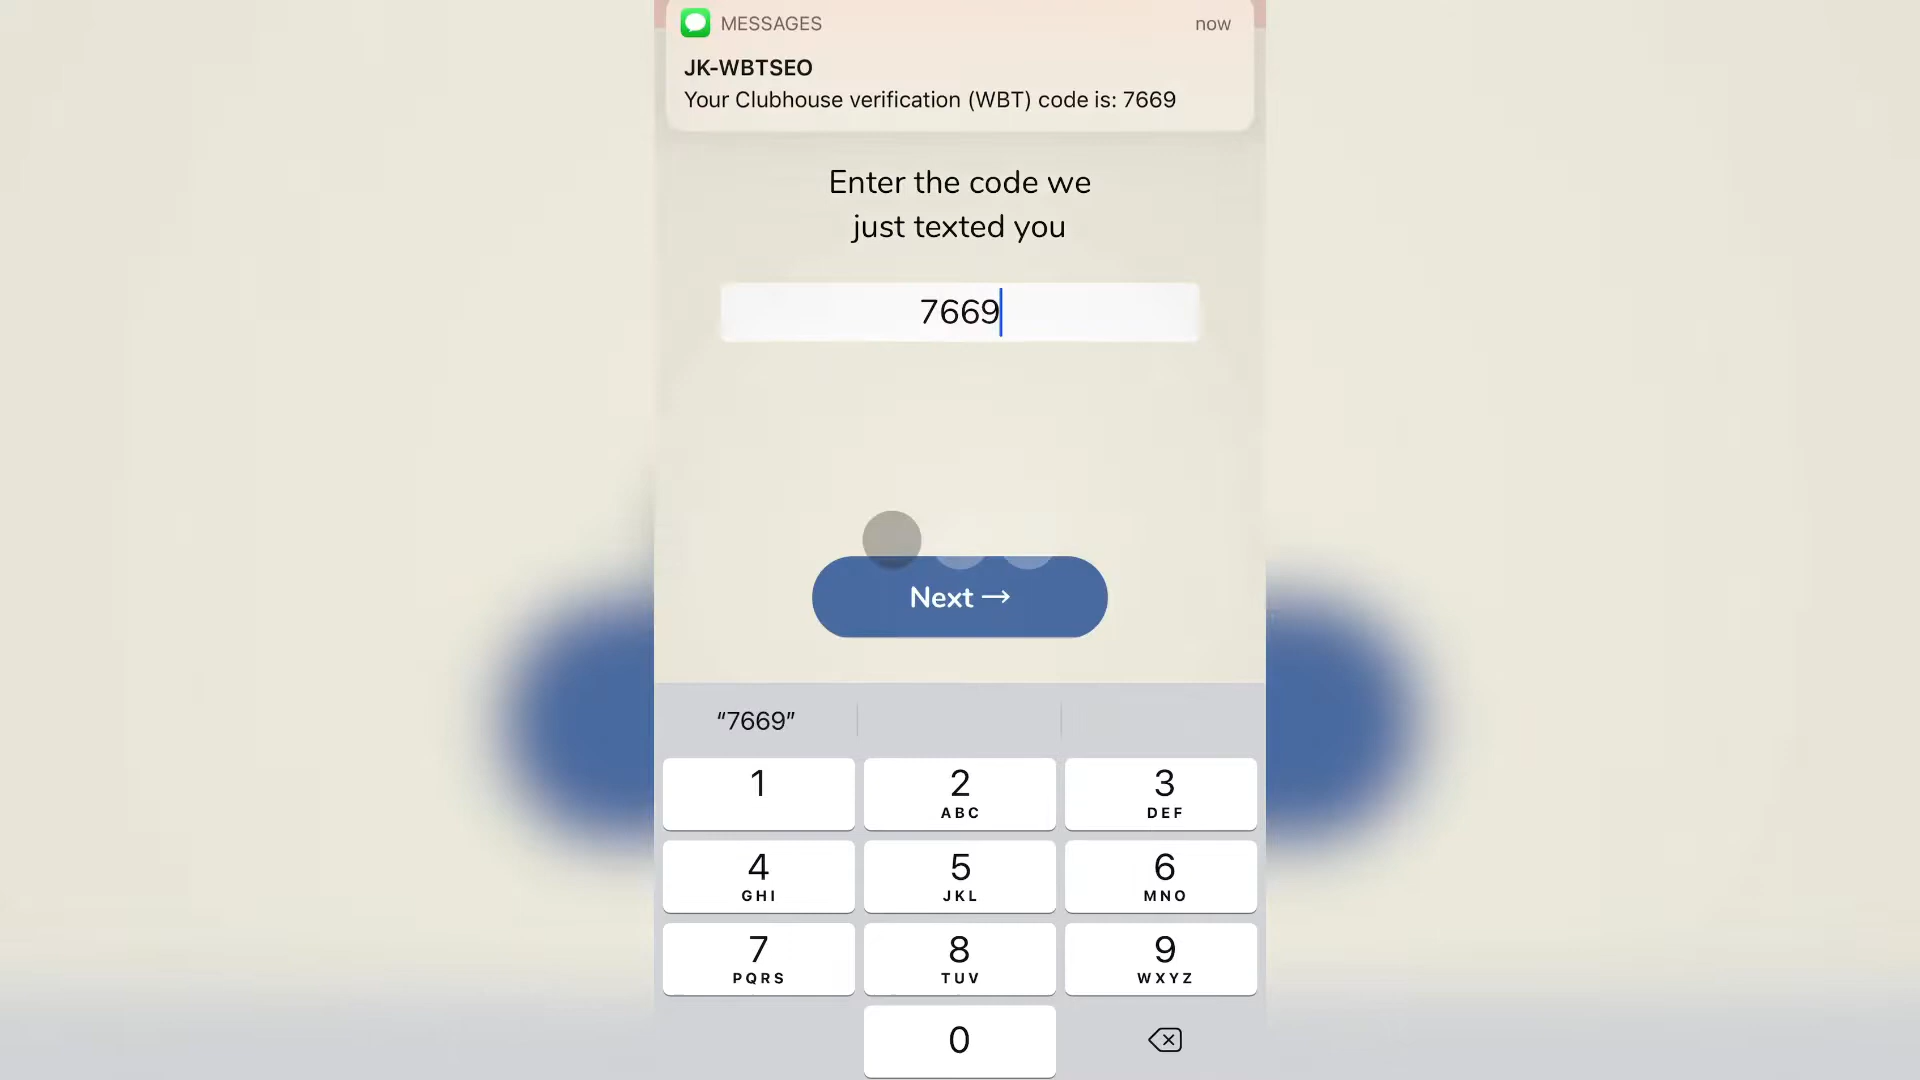 MESSAGES now
JK-WBTSEO
Your Clubhouse verification (WBT) code is: 7669
Enter the code we
just texted you
7669
Next →
“7669”
1 2 3
ABC DEF
4 5 6
GHI JKL MNO
7 8 9
PQRS TUV WXYZ
0